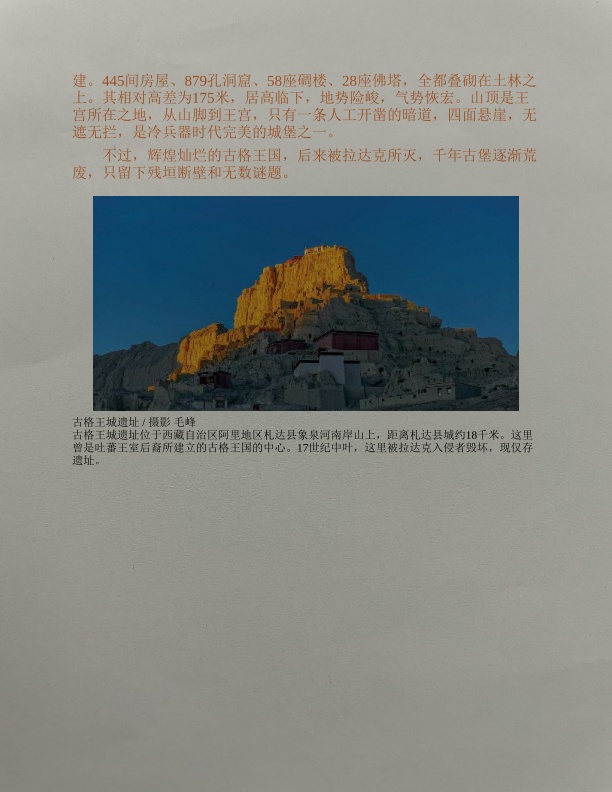 建。445间房屋、879孔洞窟、58座碉楼、28座佛塔，全都叠砌在土林之
上。其相对高差为175米，居高临下，地势险峻，气势恢宏。山顶是王
宫所在之地，从山脚到王宫，只有一条人工开凿的暗道，四面悬崖，无
遮无拦，是冷兵器时代完美的城堡之一。
不过，辉煌灿烂的古格王国，后来被拉达克所灭，千年古堡逐渐荒
废，只留下残垣断壁和无数谜题。
古格王城遗址 / 摄影 毛峰
古格王城遗址位于西藏自治区阿里地区札达县象泉河南岸山上，距离札达县城约18千米。这里
曾是吐蕃王室后裔所建立的古格王国的中心。17世纪中叶，这里被拉达克入侵者毁坏，现仅存
遗址。